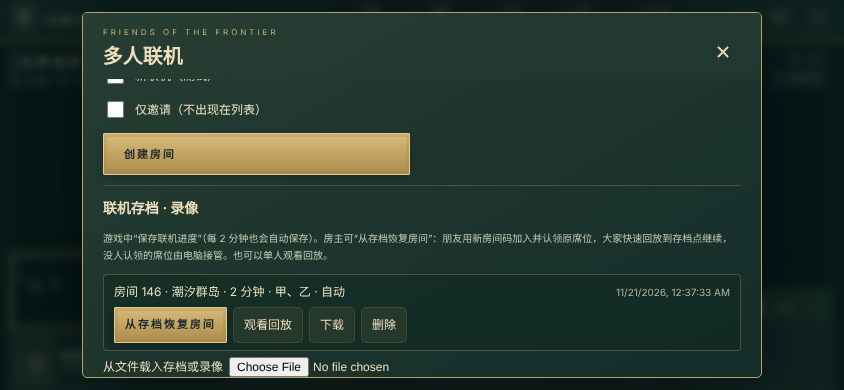 FRIENDS OF THE FRONTIER
多人联机
✕
仅邀请（不出现在列表）
创建房间
联机存档 · 录像
游戏中“保存联机进度”（每 2 分钟也会自动保存）。房主可“从存档恢复房间”：朋友用新房间码加入并认领原席位，大家快速回放到存档点继续，
没人认领的席位由电脑接管。也可以单人观看回放。
房间 146 · 潮汐群岛 · 2 分钟 · 甲、乙 · 自动
11/21/2026, 12:37:33 AM
从存档恢复房间
观看回放
下载
删除
从文件载入存档或录像 Choose File No file chosen